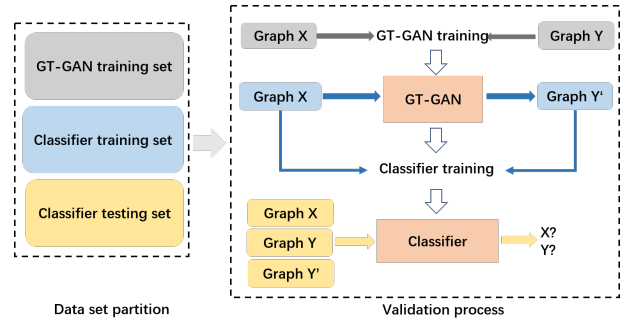 GT-GAN training set
Classifier training set
Classifier testing set
Data set partition
Graph X
GT-GAN training
Graph Y
Graph X
GT-GAN
Graph Y‘
Classifier training
Graph X
Graph Y
Graph Y’
Classifier
X?
Y?
Validation process